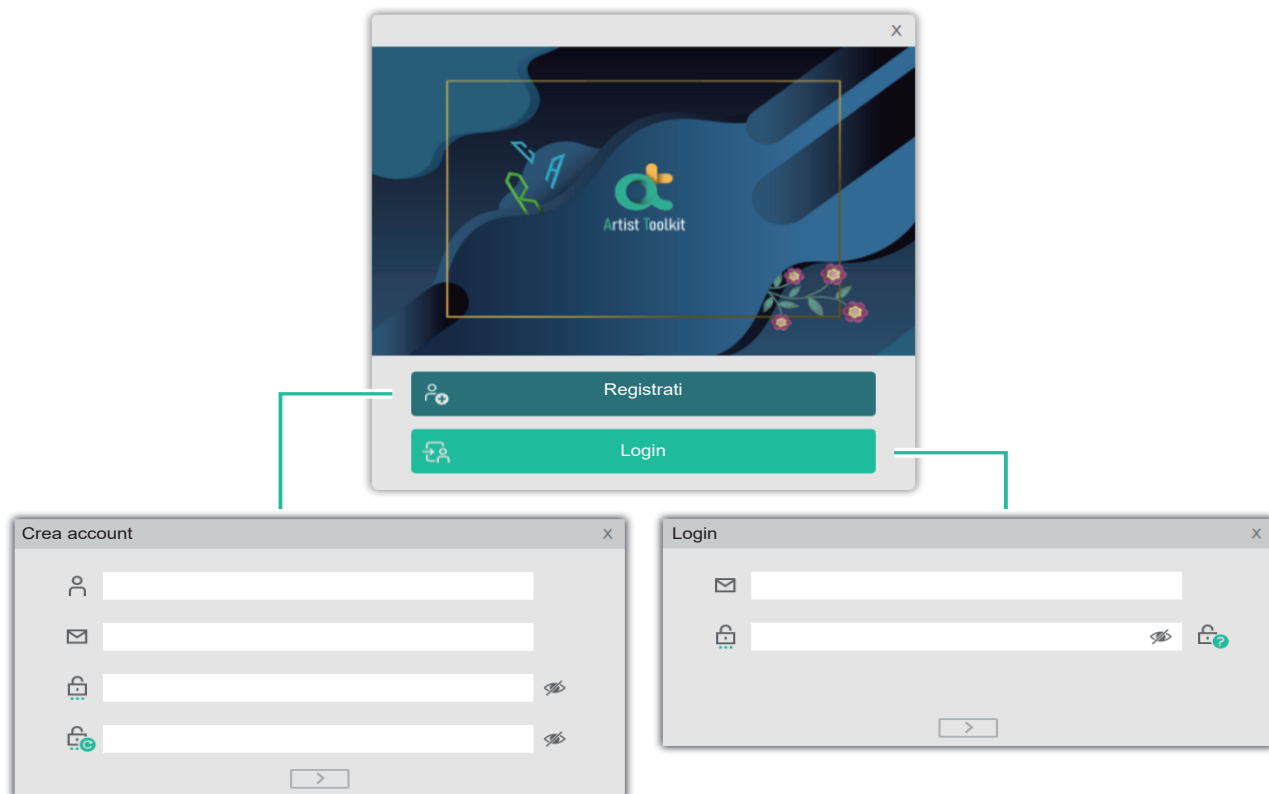 x
Artist Toolkit
Registrati
Login
Crea account x
Login x